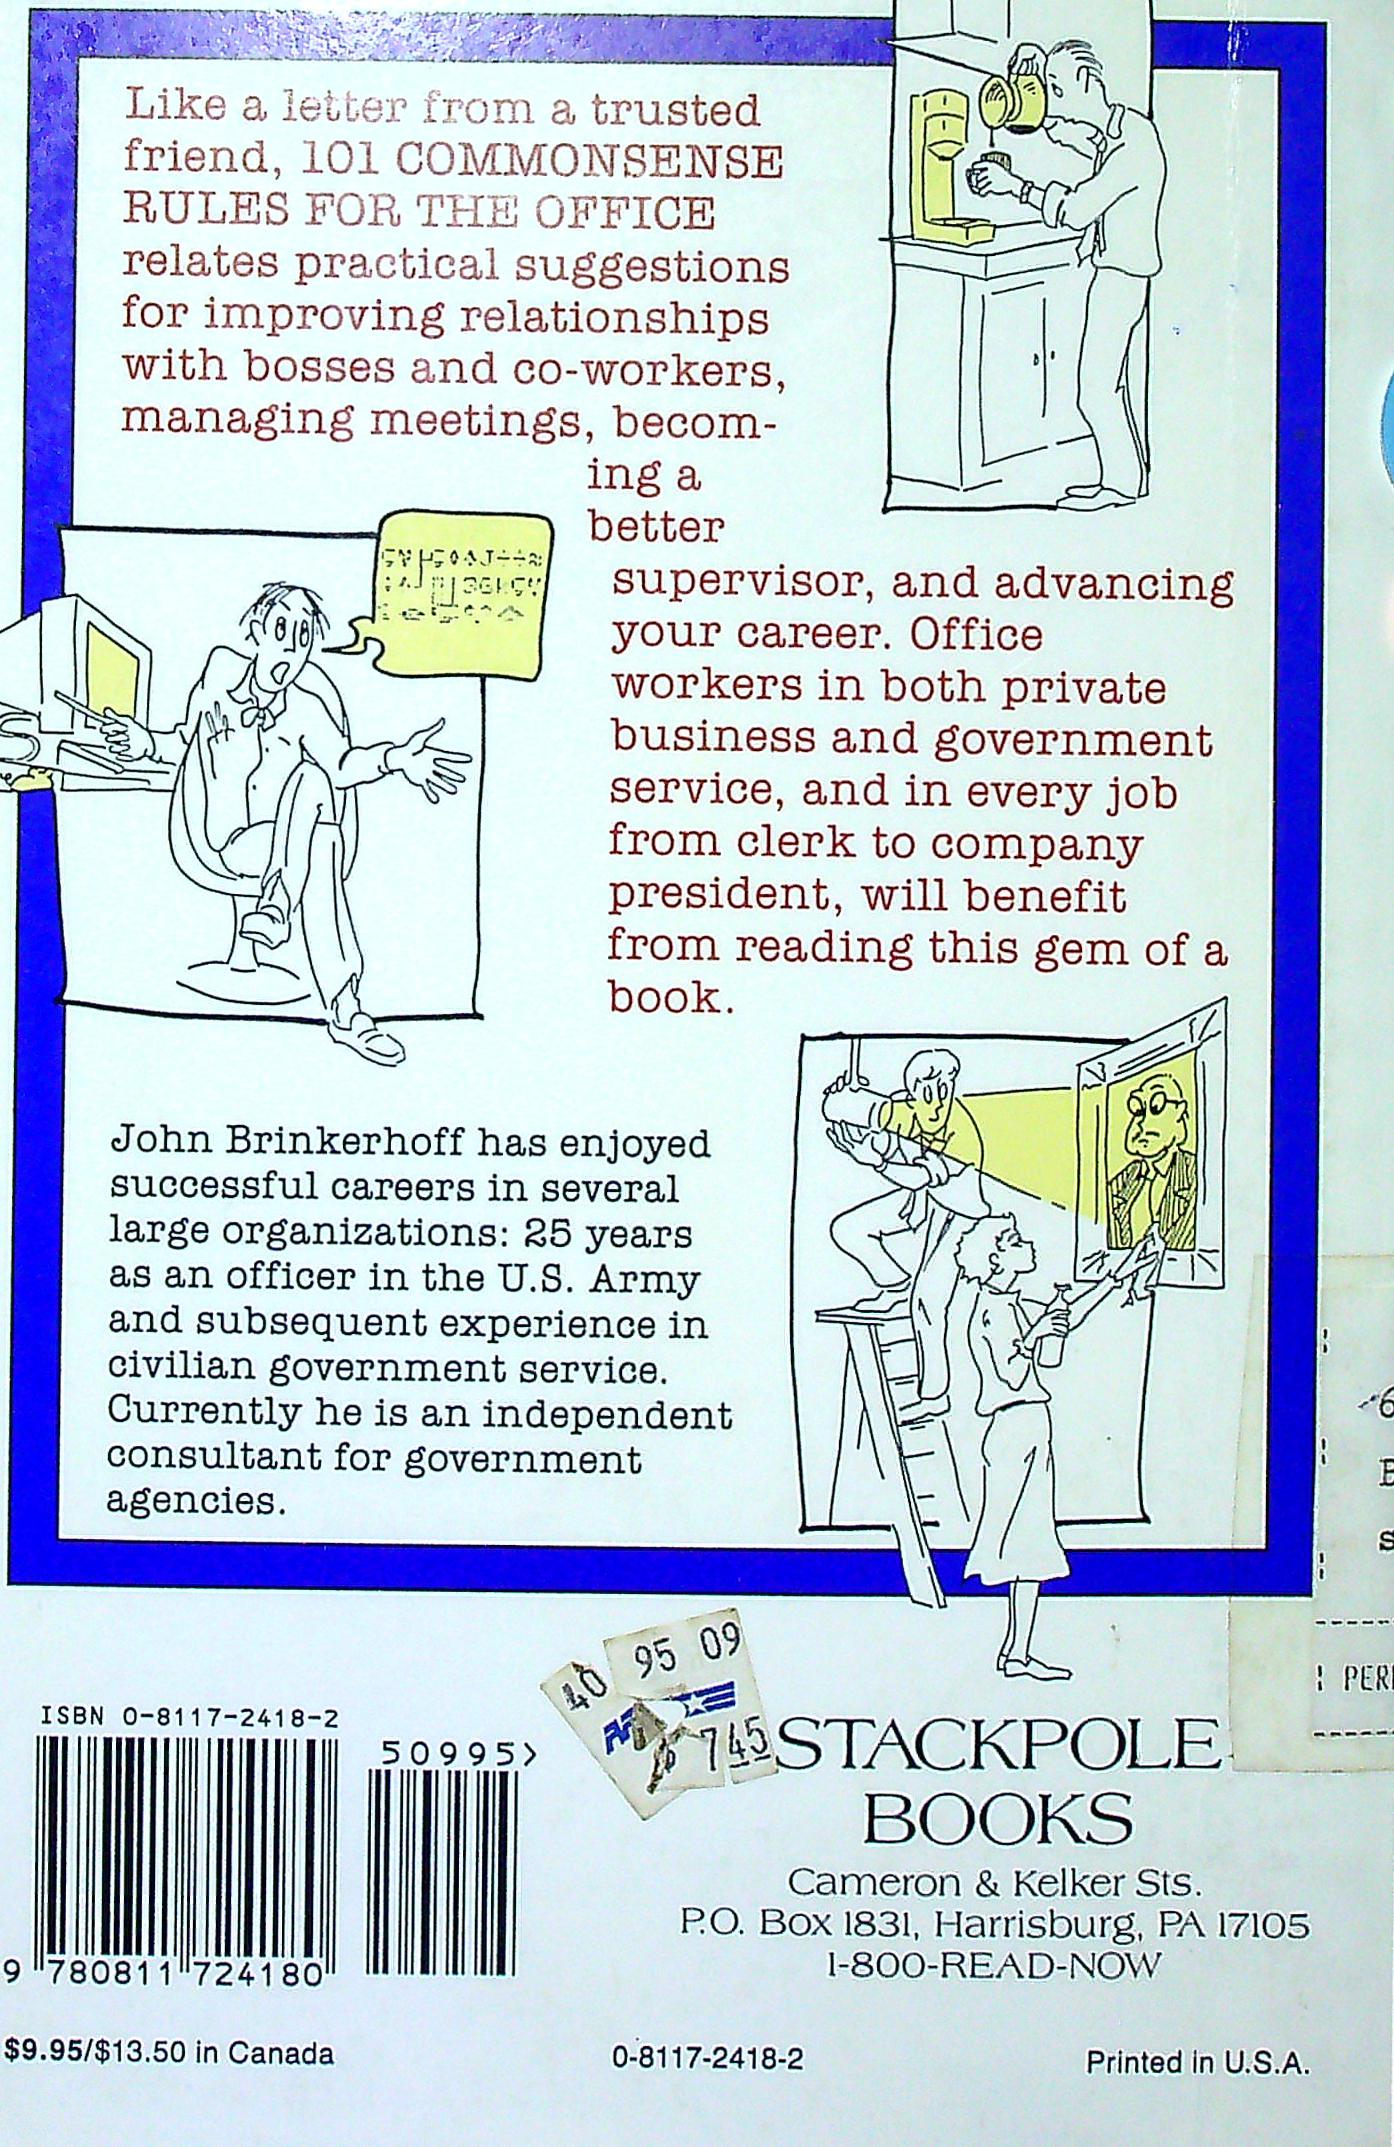 Like a letter from a trusted
friend, 101 COMMONSENSE
RULES FOR THE OFFICE
relates practical suggestions
for improving relationships
with bosses and co-workers,
managing meetings, becom-
ing a
better
supervisor, and advancing
your career. Office
workers in both private
business and government
service, and in every job
from clerk to company
president, will benefit
from reading this gem of a
book.
John Brinkerhoff has enjoyed
successful careers in several
large organizations: 25 years
as an officer in the U.S. Army
and subsequent experience in
civilian government service.
Currently he is an independent
consultant for government
agencies.
40 95 09
745
ISBN 0-8117-2418-2
50995>
9 780811 724180
STACKPOLE
BOOKS
Cameron & Kelker Sts.
P.O. Box 1831, Harrisburg, PA 17105
1-800-READ-NOW
$9.95/$13.50 in Canada
0-8117-2418-2
Printed in U.S.A.